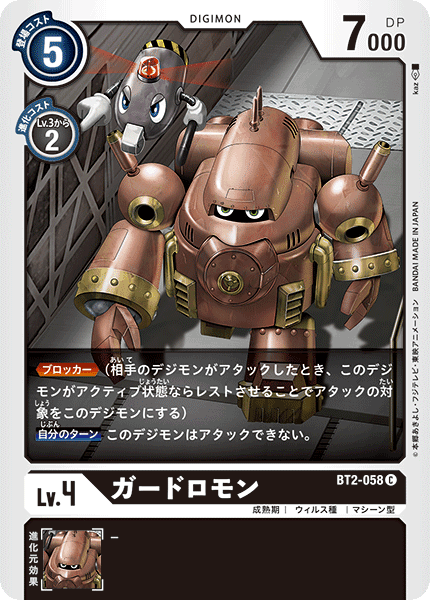 DIGIMON
登場コスト
5
進化コスト
Lv.3から
2
DP
7000
kaz
©本郷あきよし・フジテレビ・東映アニメーション BANDAI MADE IN JAPAN
ブロッカー (相手のデジモンがアタックしたとき、このデジ
モンがアクティブ状態ならレストさせることでアタックの対
象をこのデジモンにする)
自分のターン このデジモンはアタックできない。
BT2-058 C
Lv.4 ガードロモン
成熟期 | ウィルス種 | マシーン型
進化元効果
–